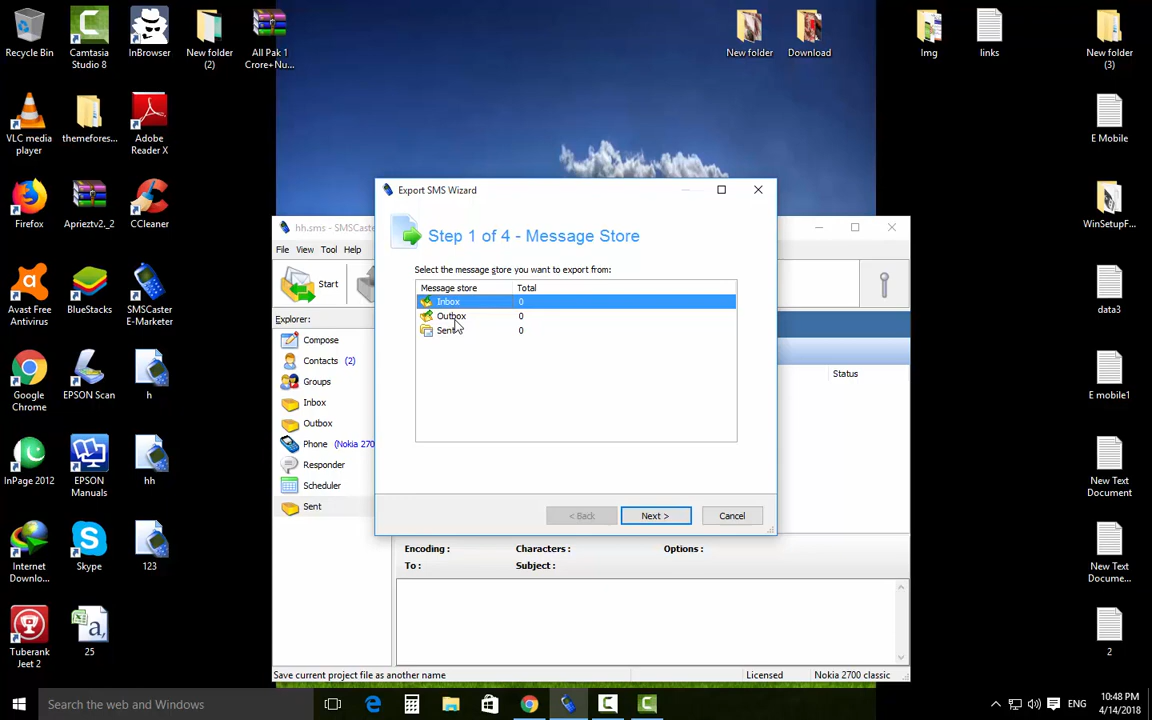 Recycle Bin
Camtasia
Studio 8
InBrowser
New folder
(2)
All Pak 1
Crore+Nu...
New folder
Download
Img
links
New folder
(3)
VLC media
player
themefores...
Adobe
Reader X
E Mobile
Firefox
Aprieztv2._2
CCleaner
WinSetupF...
Avast Free
Antivirus
BlueStacks
SMSCaster
E-Marketer
data3
Google
Chrome
EPSON Scan
h
E mobile1
InPage 2012
EPSON
Manuals
hh
New Text
Document
Internet
Downlo...
Skype
123
New Text
Docume...
Tuberank
Jeet 2
25
2
hh.sms - SMSCaste
File View Tool Help
Start
Explorer:
Compose
Contacts (2)
Groups
Inbox
Outbox
Phone (Nokia 270
Responder
Scheduler
Sent
Status
Export SMS Wizard
Step 1 of 4 - Message Store
Select the message store you want to export from:
Message store Total
Inbox 0
Outbox 0
Sent 0
< Back Next > Cancel
Encoding : Characters : Options :
To : Subject :
Save current project file as another name Licensed Nokia 2700 classic
Search the web and Windows
ENG
10:48 PM
4/14/2018